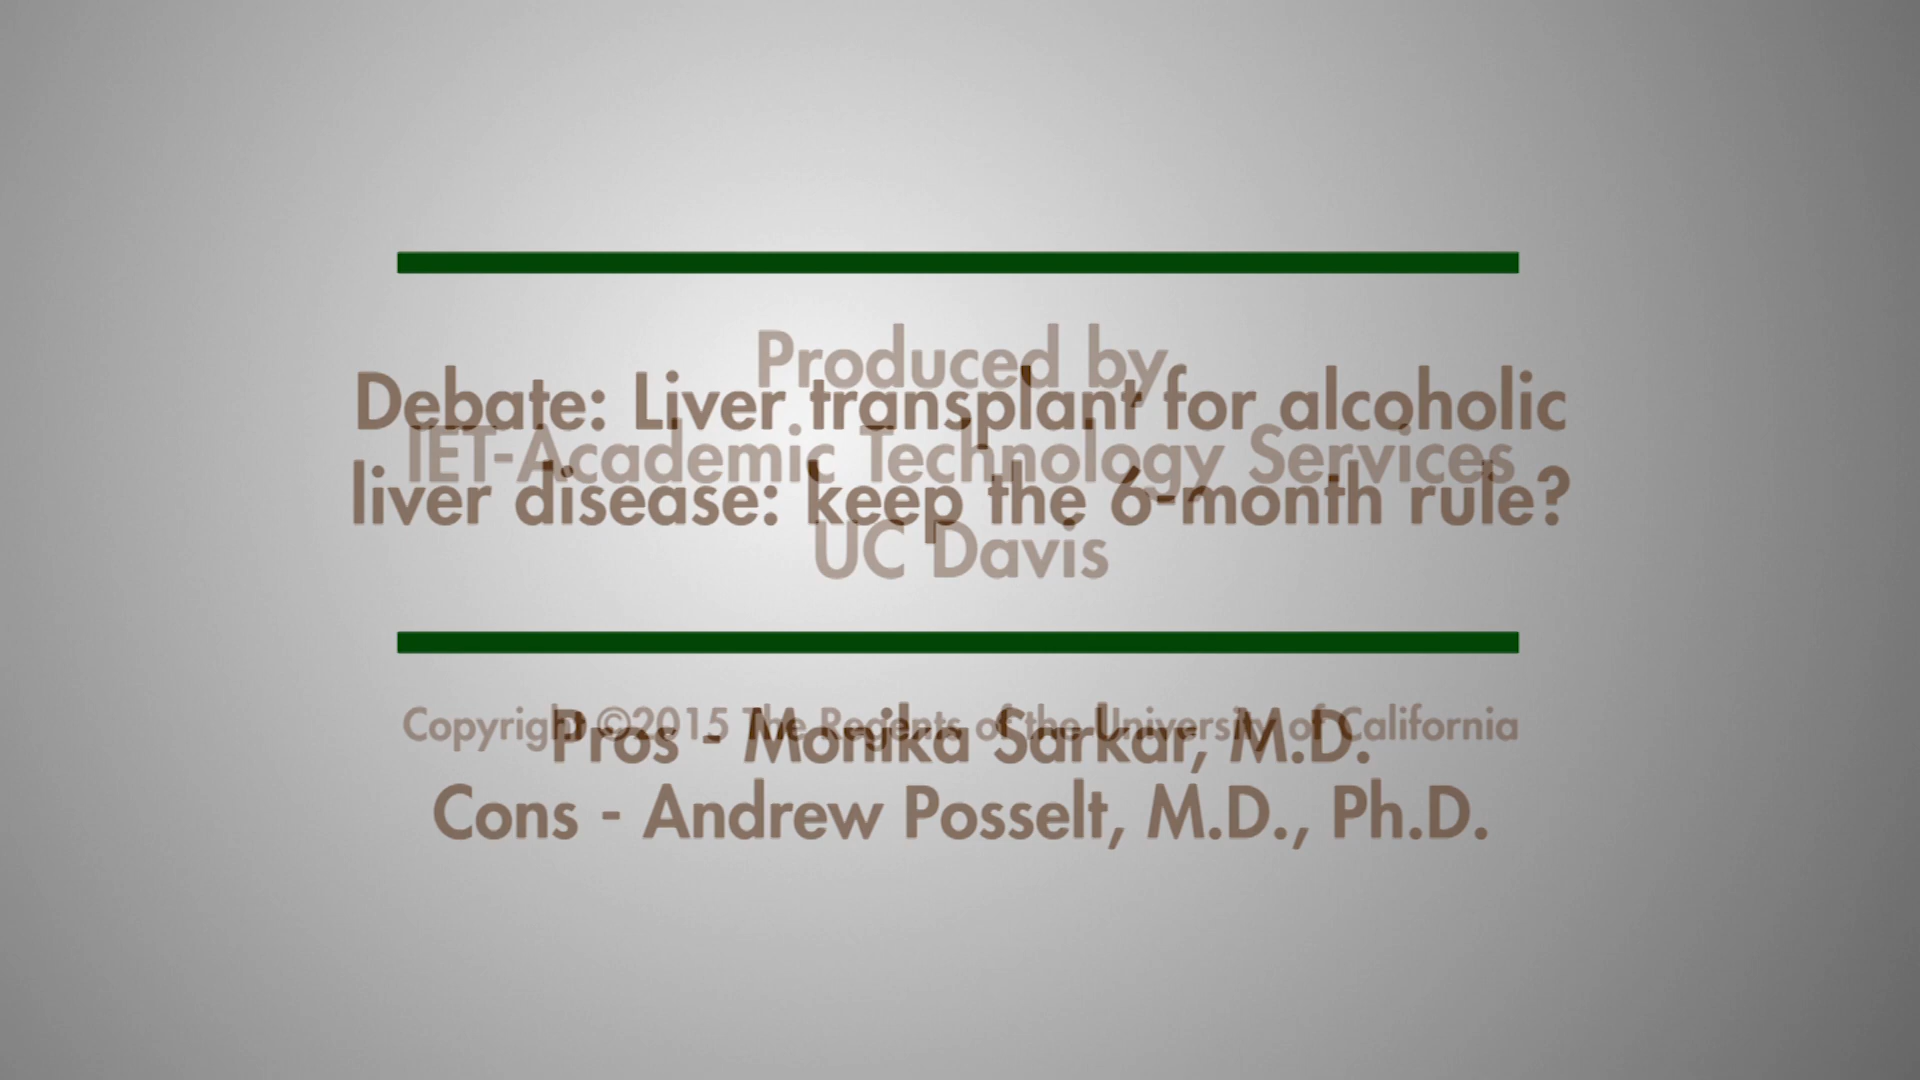 Debate: Liver transplant for alcoholic
liver disease: keep the 6-month rule?
Pros - Monika Sarkar, M.D.
Cons - Andrew Posselt, M.D., Ph.D.
Produced by
IET-Academic Technology Services
UC Davis
Copyright ©2015 The Regents of the University of California